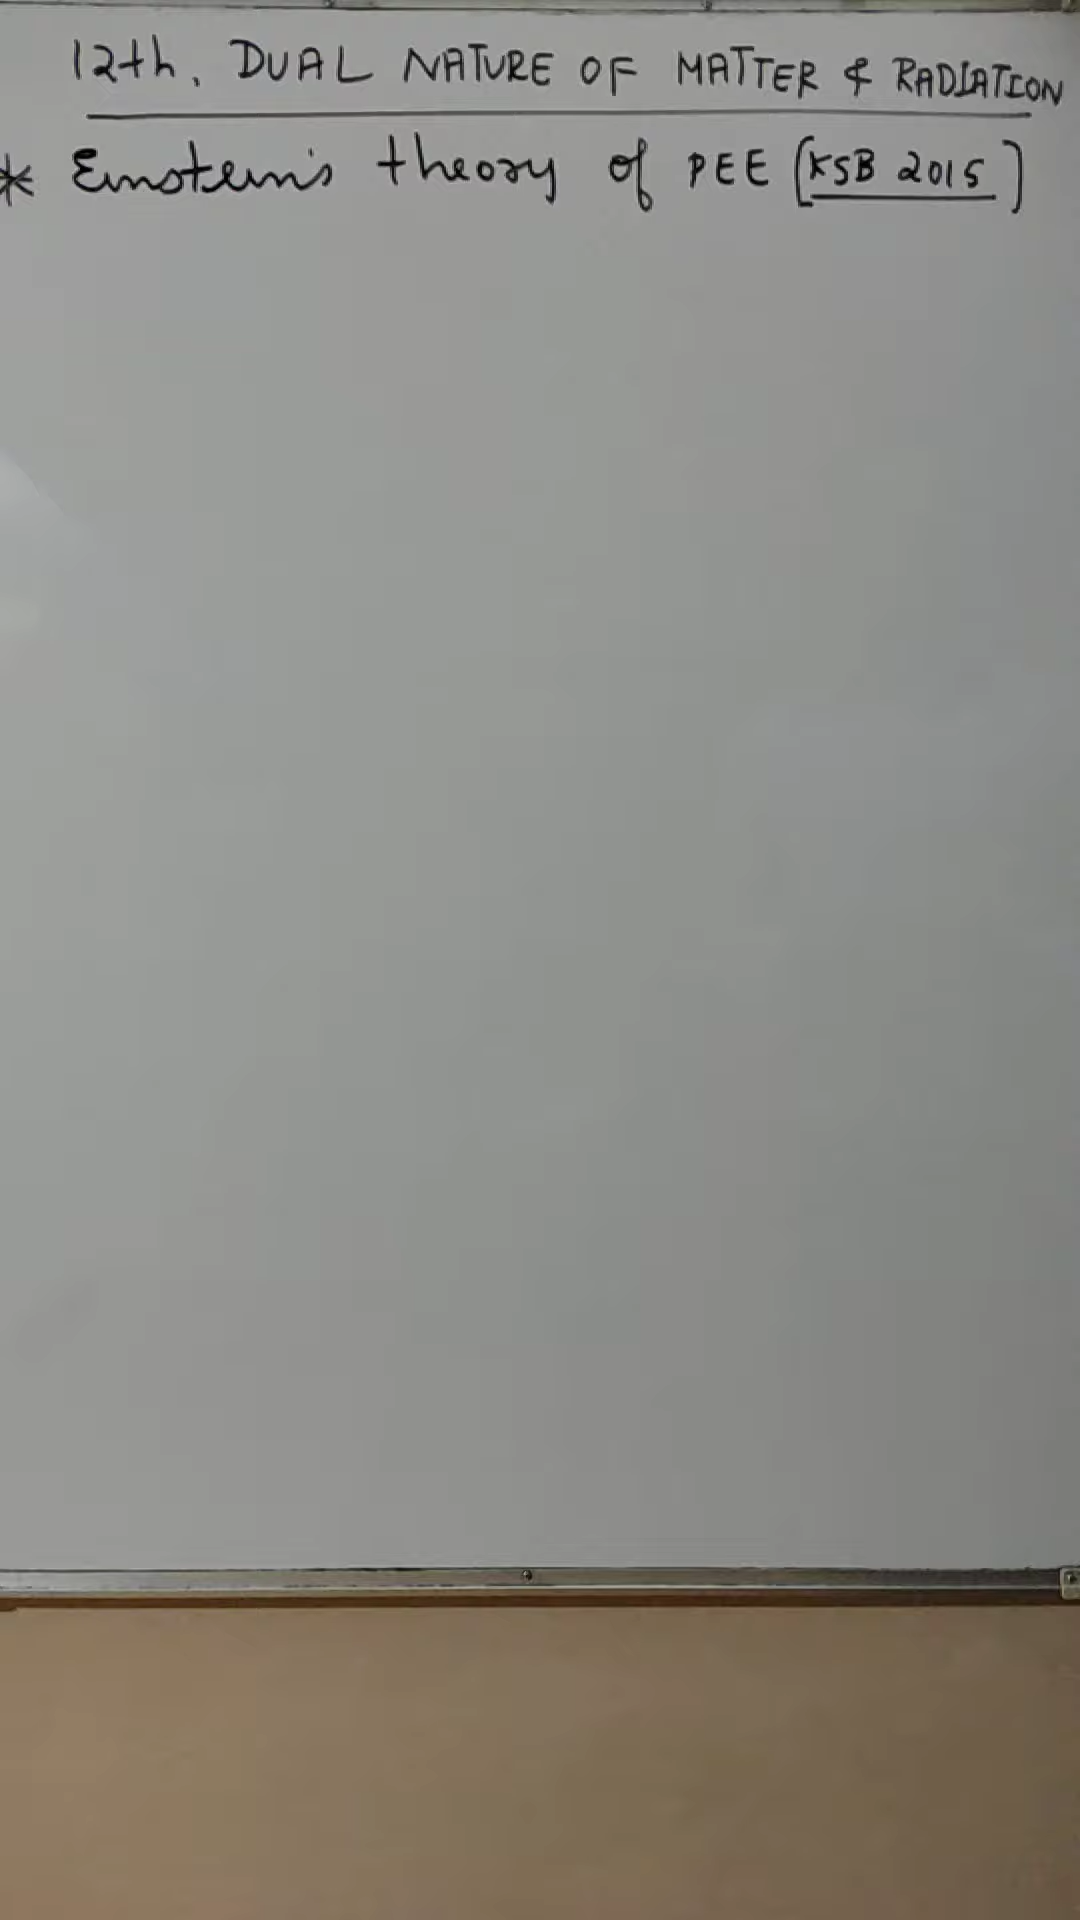 12th. DUAL NATURE OF MATTER & RADIATION
* Einstein's theory of PEE [KSB 2015]